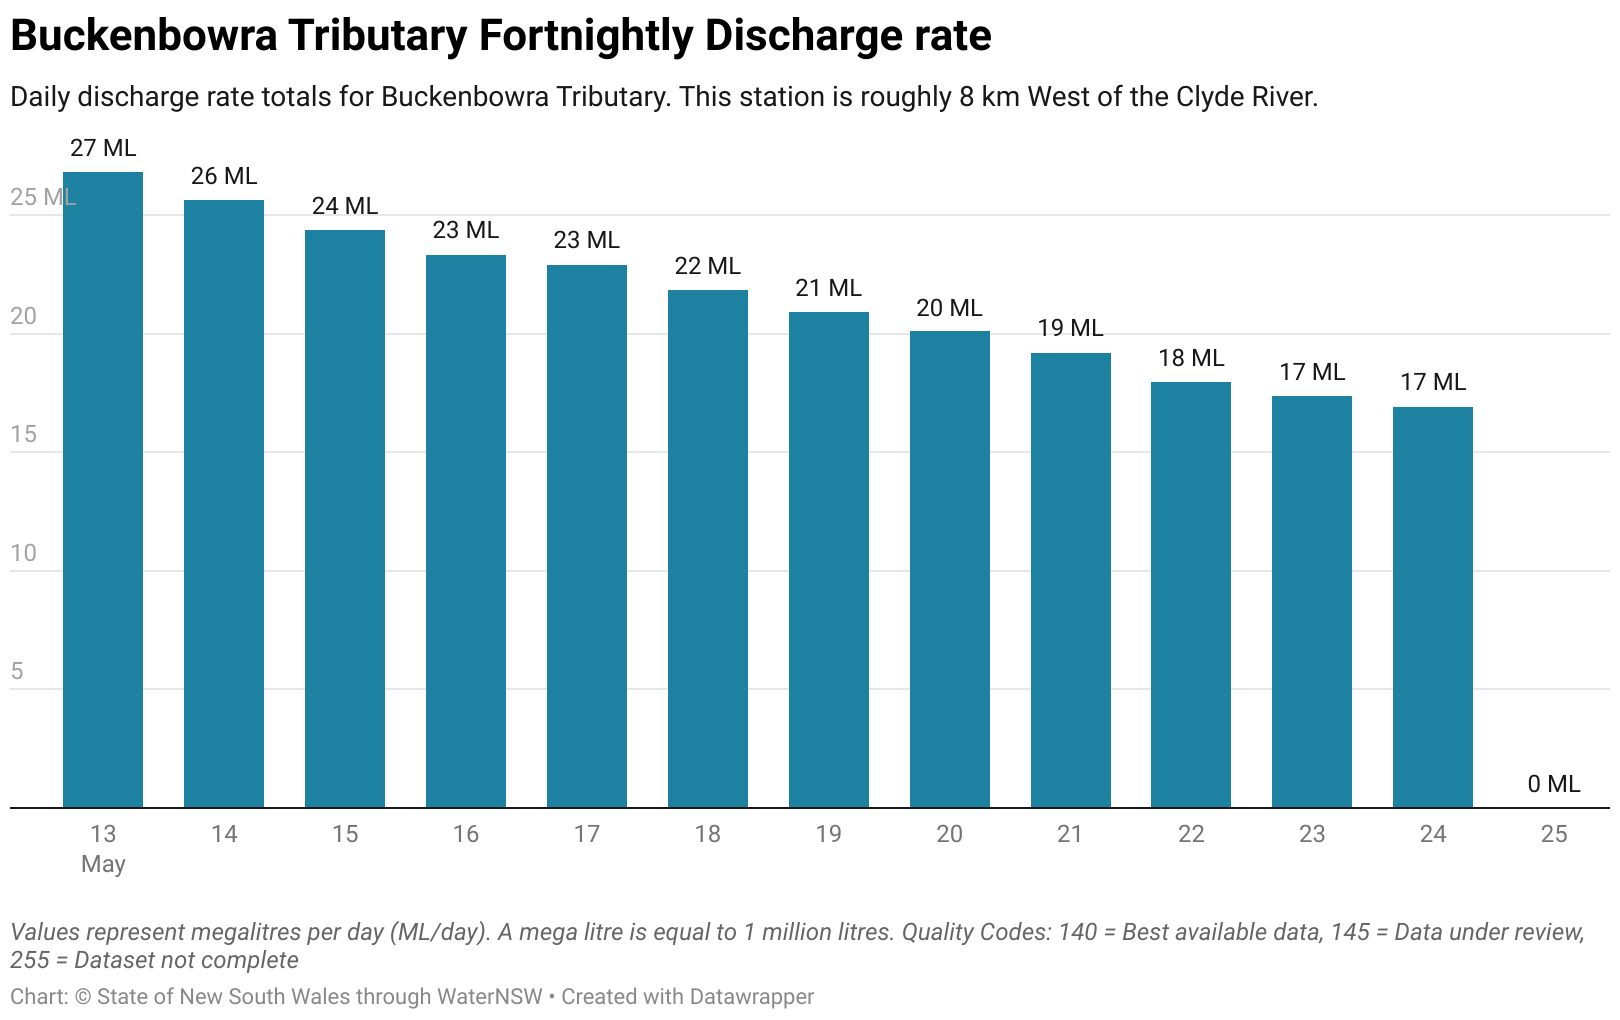 Buckenbowra Tributary Fortnightly Discharge rate
Daily discharge rate totals for Buckenbowra Tributary. This station is roughly 8 km West of the Clyde River.
27 ML
26 ML
24 ML
23 ML
23 ML
22 ML
21 ML
20 ML
19 ML
18 ML
17 ML
17 ML
0 ML
25 ML
20
15
10
5
13 14 15 16 17 18 19 20 21 22 23 24 25
May
Values represent megalitres per day (ML/day). A mega litre is equal to 1 million litres. Quality Codes: 140 = Best available data, 145 = Data under review,
255 = Dataset not complete
Chart: © State of New South Wales through WaterNSW • Created with Datawrapper